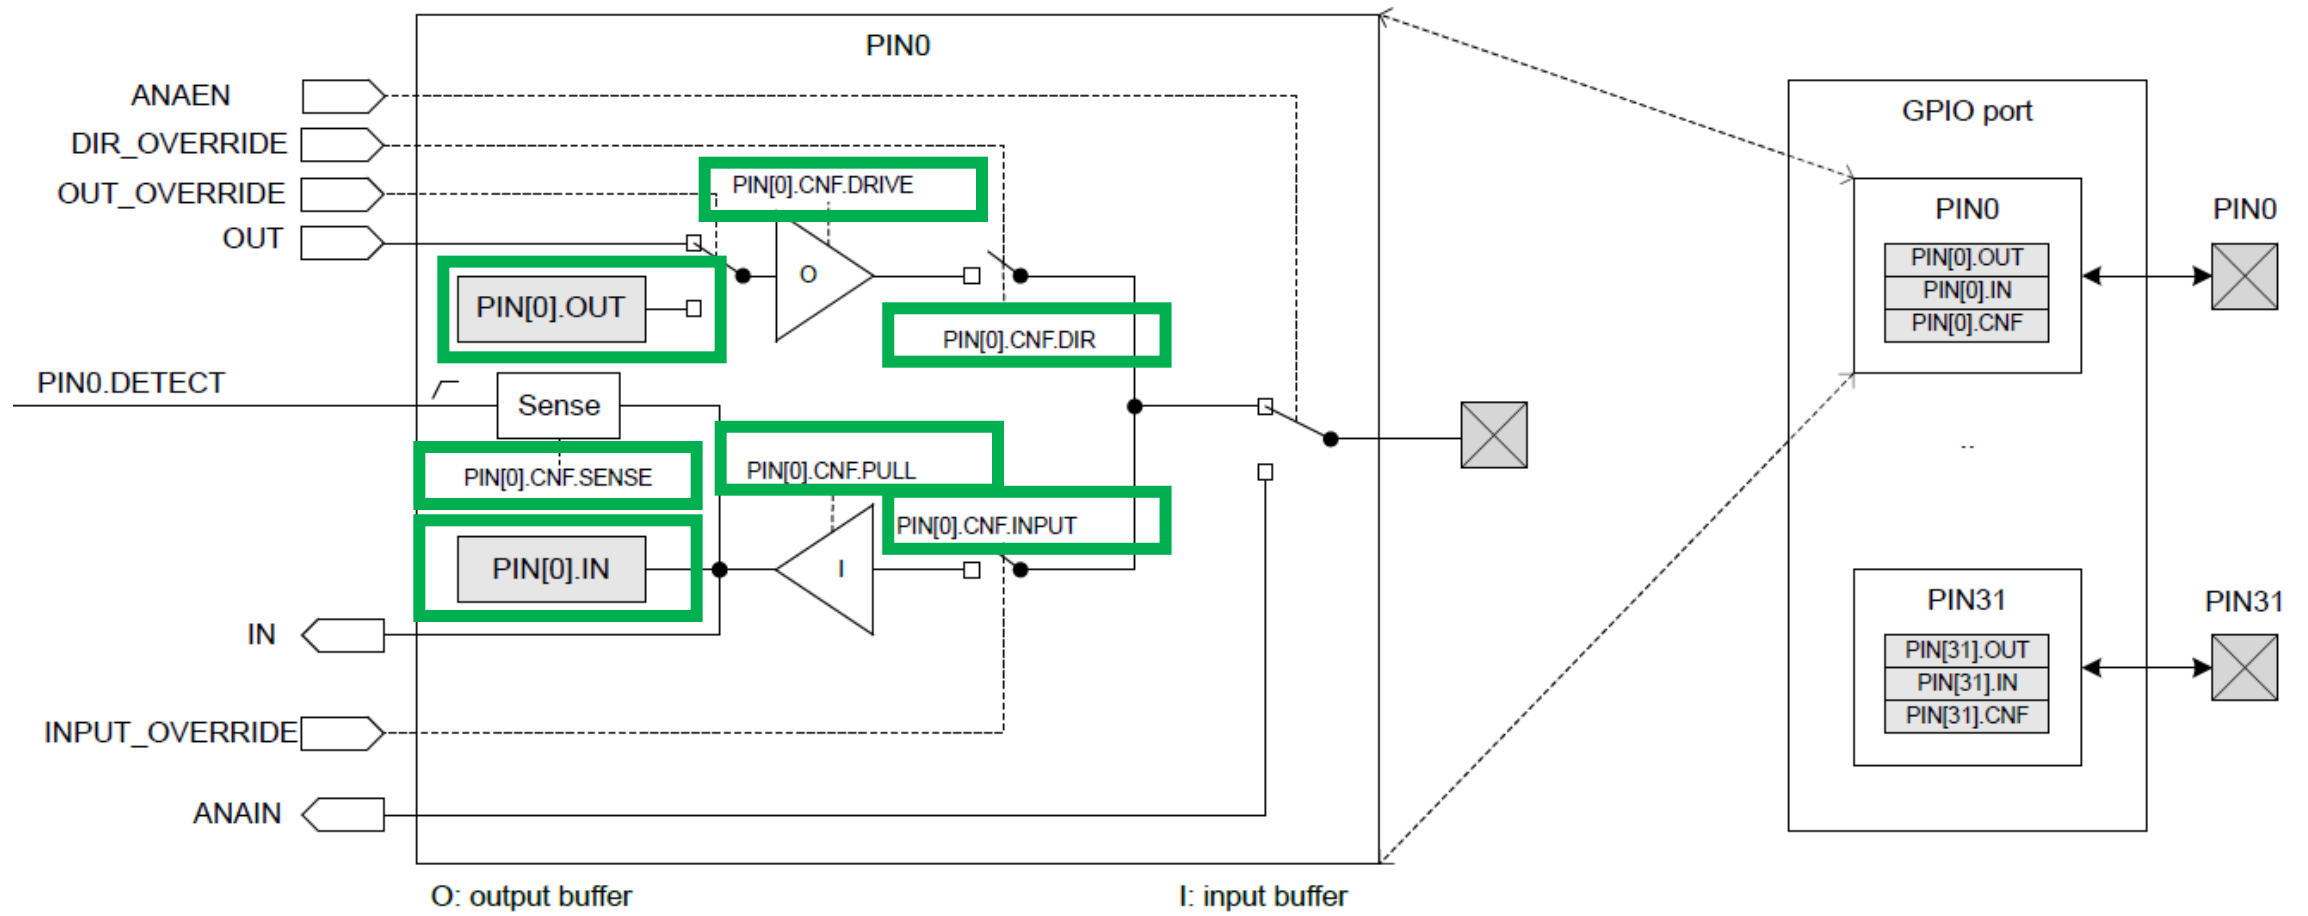 PIN0
ANAEN
DIR_OVERRIDE
OUT_OVERRIDE
OUT
PIN[0].CNF.DRIVE
O
PIN[0].OUT
PIN[0].CNF.DIR
PIN0.DETECT
Sense
PIN[0].CNF.SENSE
PIN[0].CNF.PULL
PIN[0].CNF.INPUT
PIN[0].IN
I
IN
INPUT_OVERRIDE
ANAIN
O: output buffer
I: input buffer
GPIO port
PIN0
PIN[0].OUT
PIN[0].IN
PIN[0].CNF
PIN0
..
PIN31
PIN[31].OUT
PIN[31].IN
PIN[31].CNF
PIN31